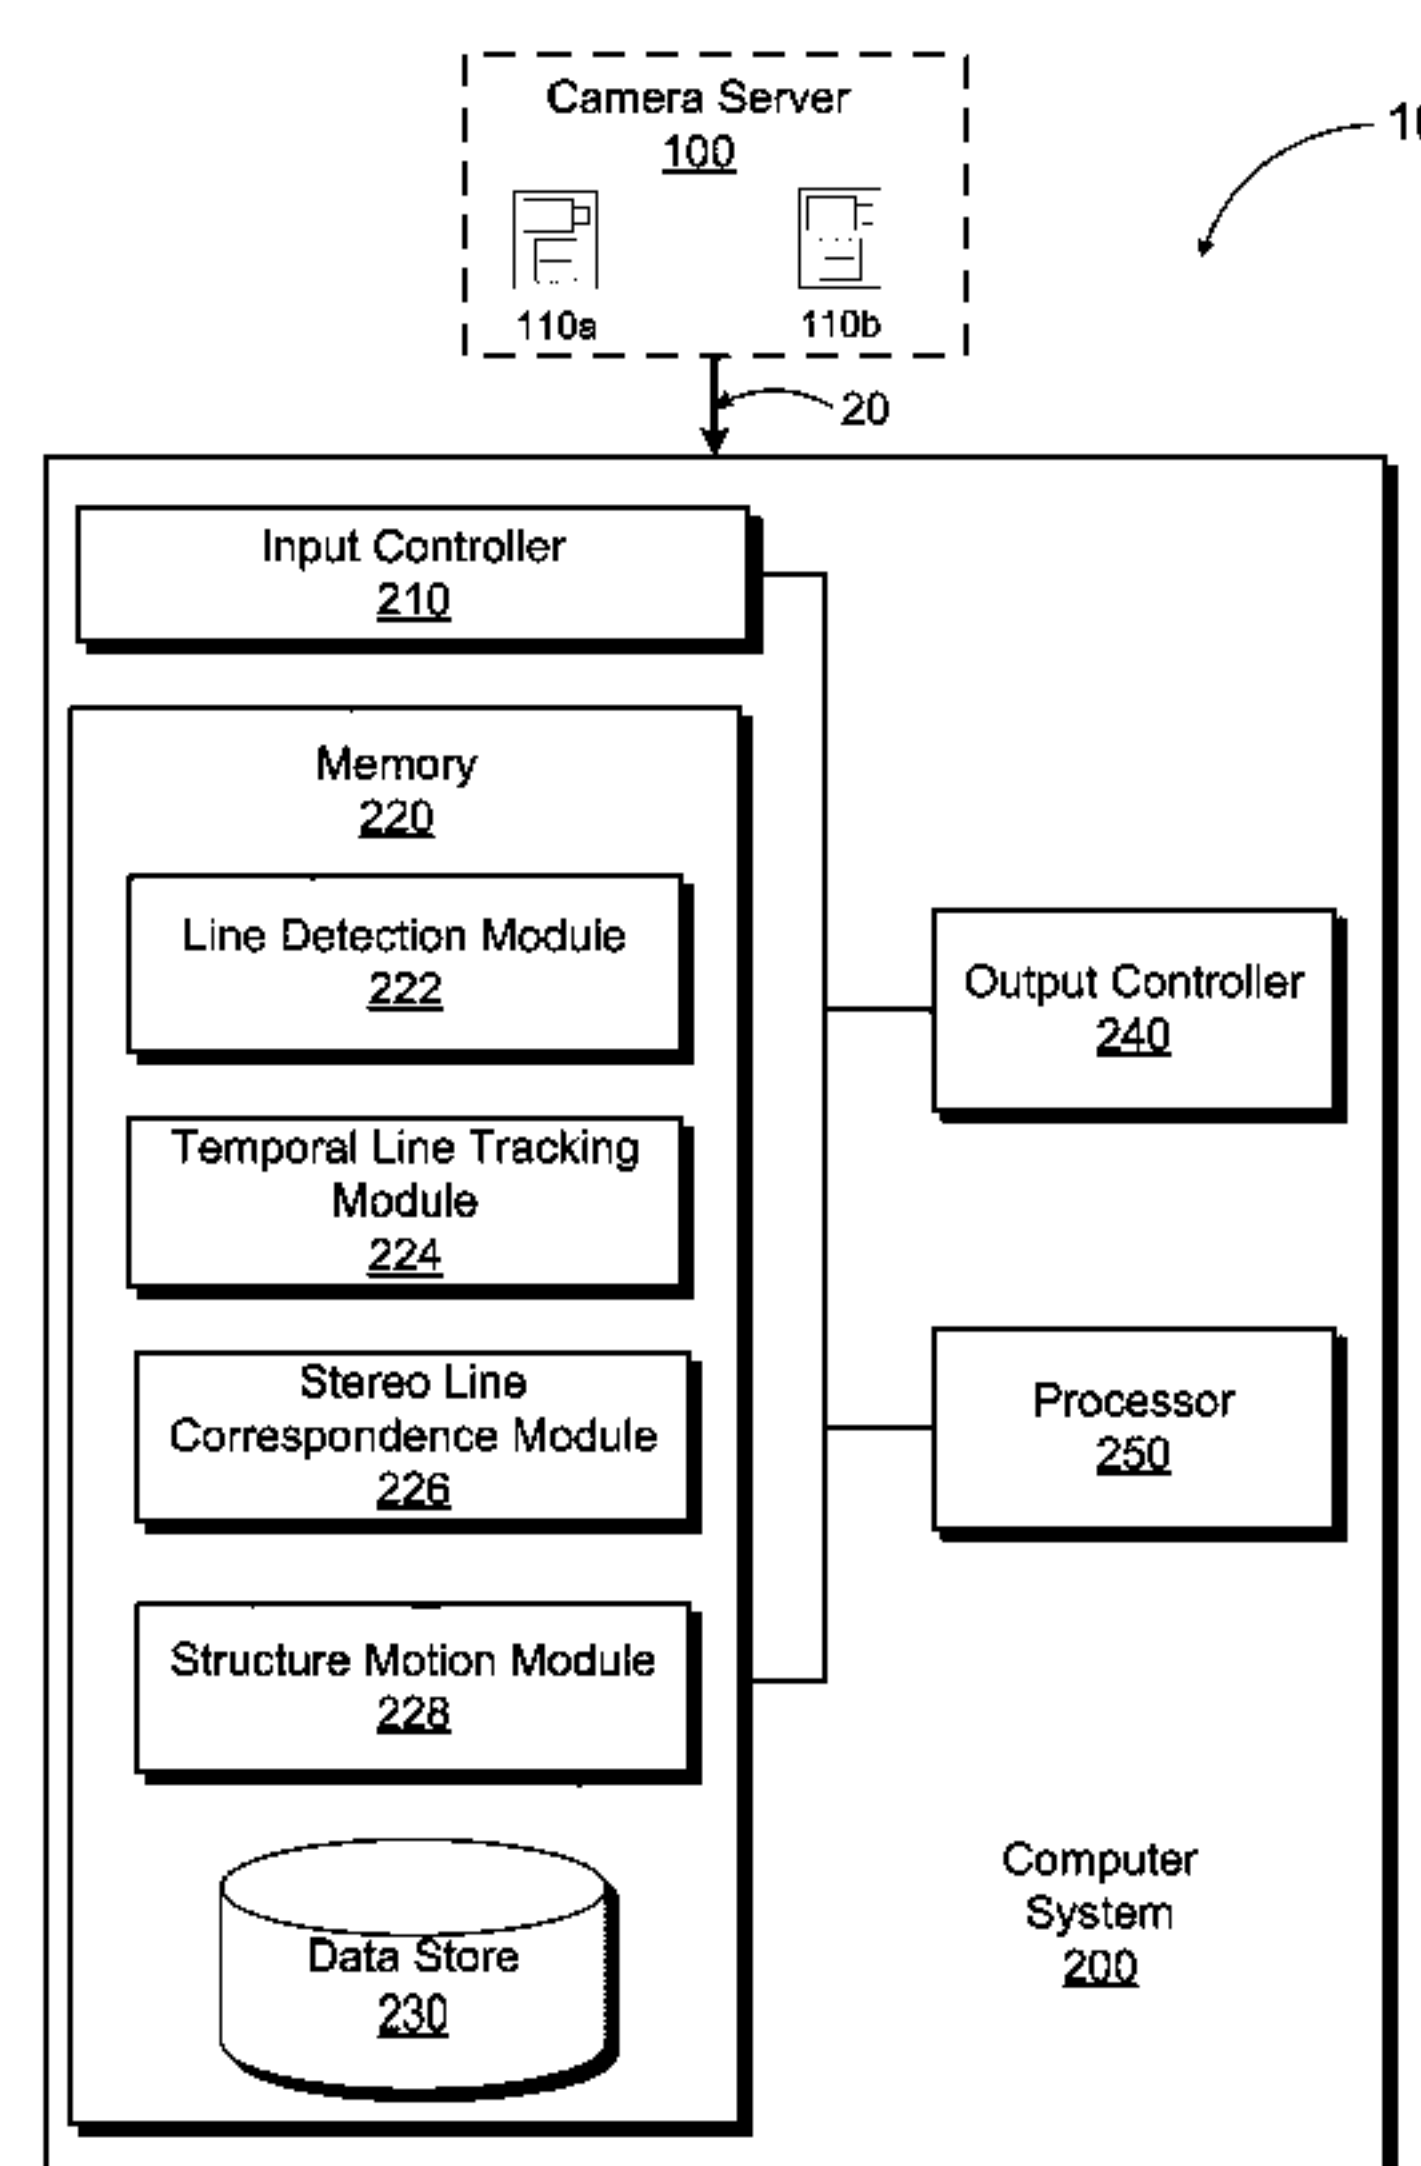 Camera Server
100
110a
110b
20
Input Controller
210
Memory
220
Line Detection Module
222
Temporal Line Tracking
Module
224
Stereo Line
Correspondence Module
226
Structure Motion Module
228
Data Store
230
Output Controller
240
Processor
250
Computer
System
200